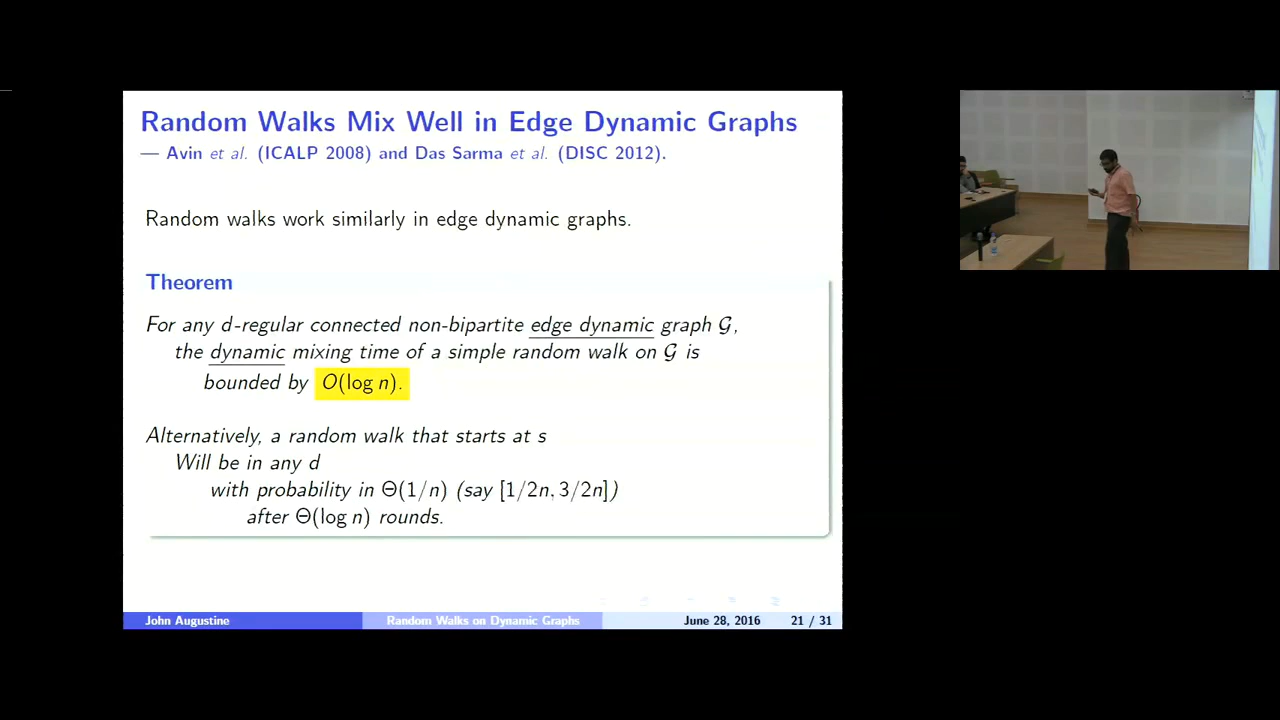 Random Walks Mix Well in Edge Dynamic Graphs
— Avin et al. (ICALP 2008) and Das Sarma et al. (DISC 2012).
Random walks work similarly in edge dynamic graphs.
Theorem
For any d-regular connected non-bipartite edge dynamic graph 𝒢,
the dynamic mixing time of a simple random walk on 𝒢 is
bounded by O(log n).
Alternatively, a random walk that starts at s
Will be in any d
with probability in Θ(1/n) (say [1/2n, 3/2n])
after Θ(log n) rounds.
John Augustine Random Walks on Dynamic Graphs June 28, 2016 21 / 31